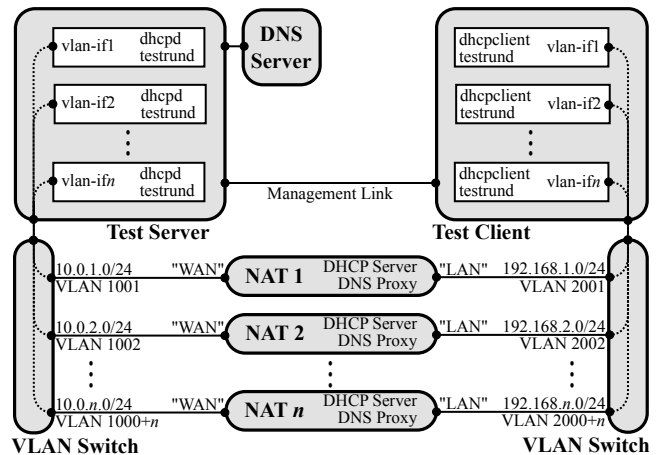 vlan-if1
dhcpd
testrund
vlan-if2
dhcpd
testrund
vlan-ifn
dhcpd
testrund
Test Server
DNS
Server
dhcpclient
testrund
vlan-if1
dhcpclient
testrund
vlan-if2
dhcpclient
testrund
vlan-ifn
Test Client
Management Link
10.0.1.0/24
VLAN 1001
"WAN"
NAT 1
DHCP Server
DNS Proxy
"LAN"
192.168.1.0/24
VLAN 2001
10.0.2.0/24
VLAN 1002
"WAN"
NAT 2
DHCP Server
DNS Proxy
"LAN"
192.168.2.0/24
VLAN 2002
10.0.n.0/24
VLAN 1000+n
"WAN"
NAT n
DHCP Server
DNS Proxy
"LAN"
192.168.n.0/24
VLAN 2000+n
VLAN Switch
VLAN Switch